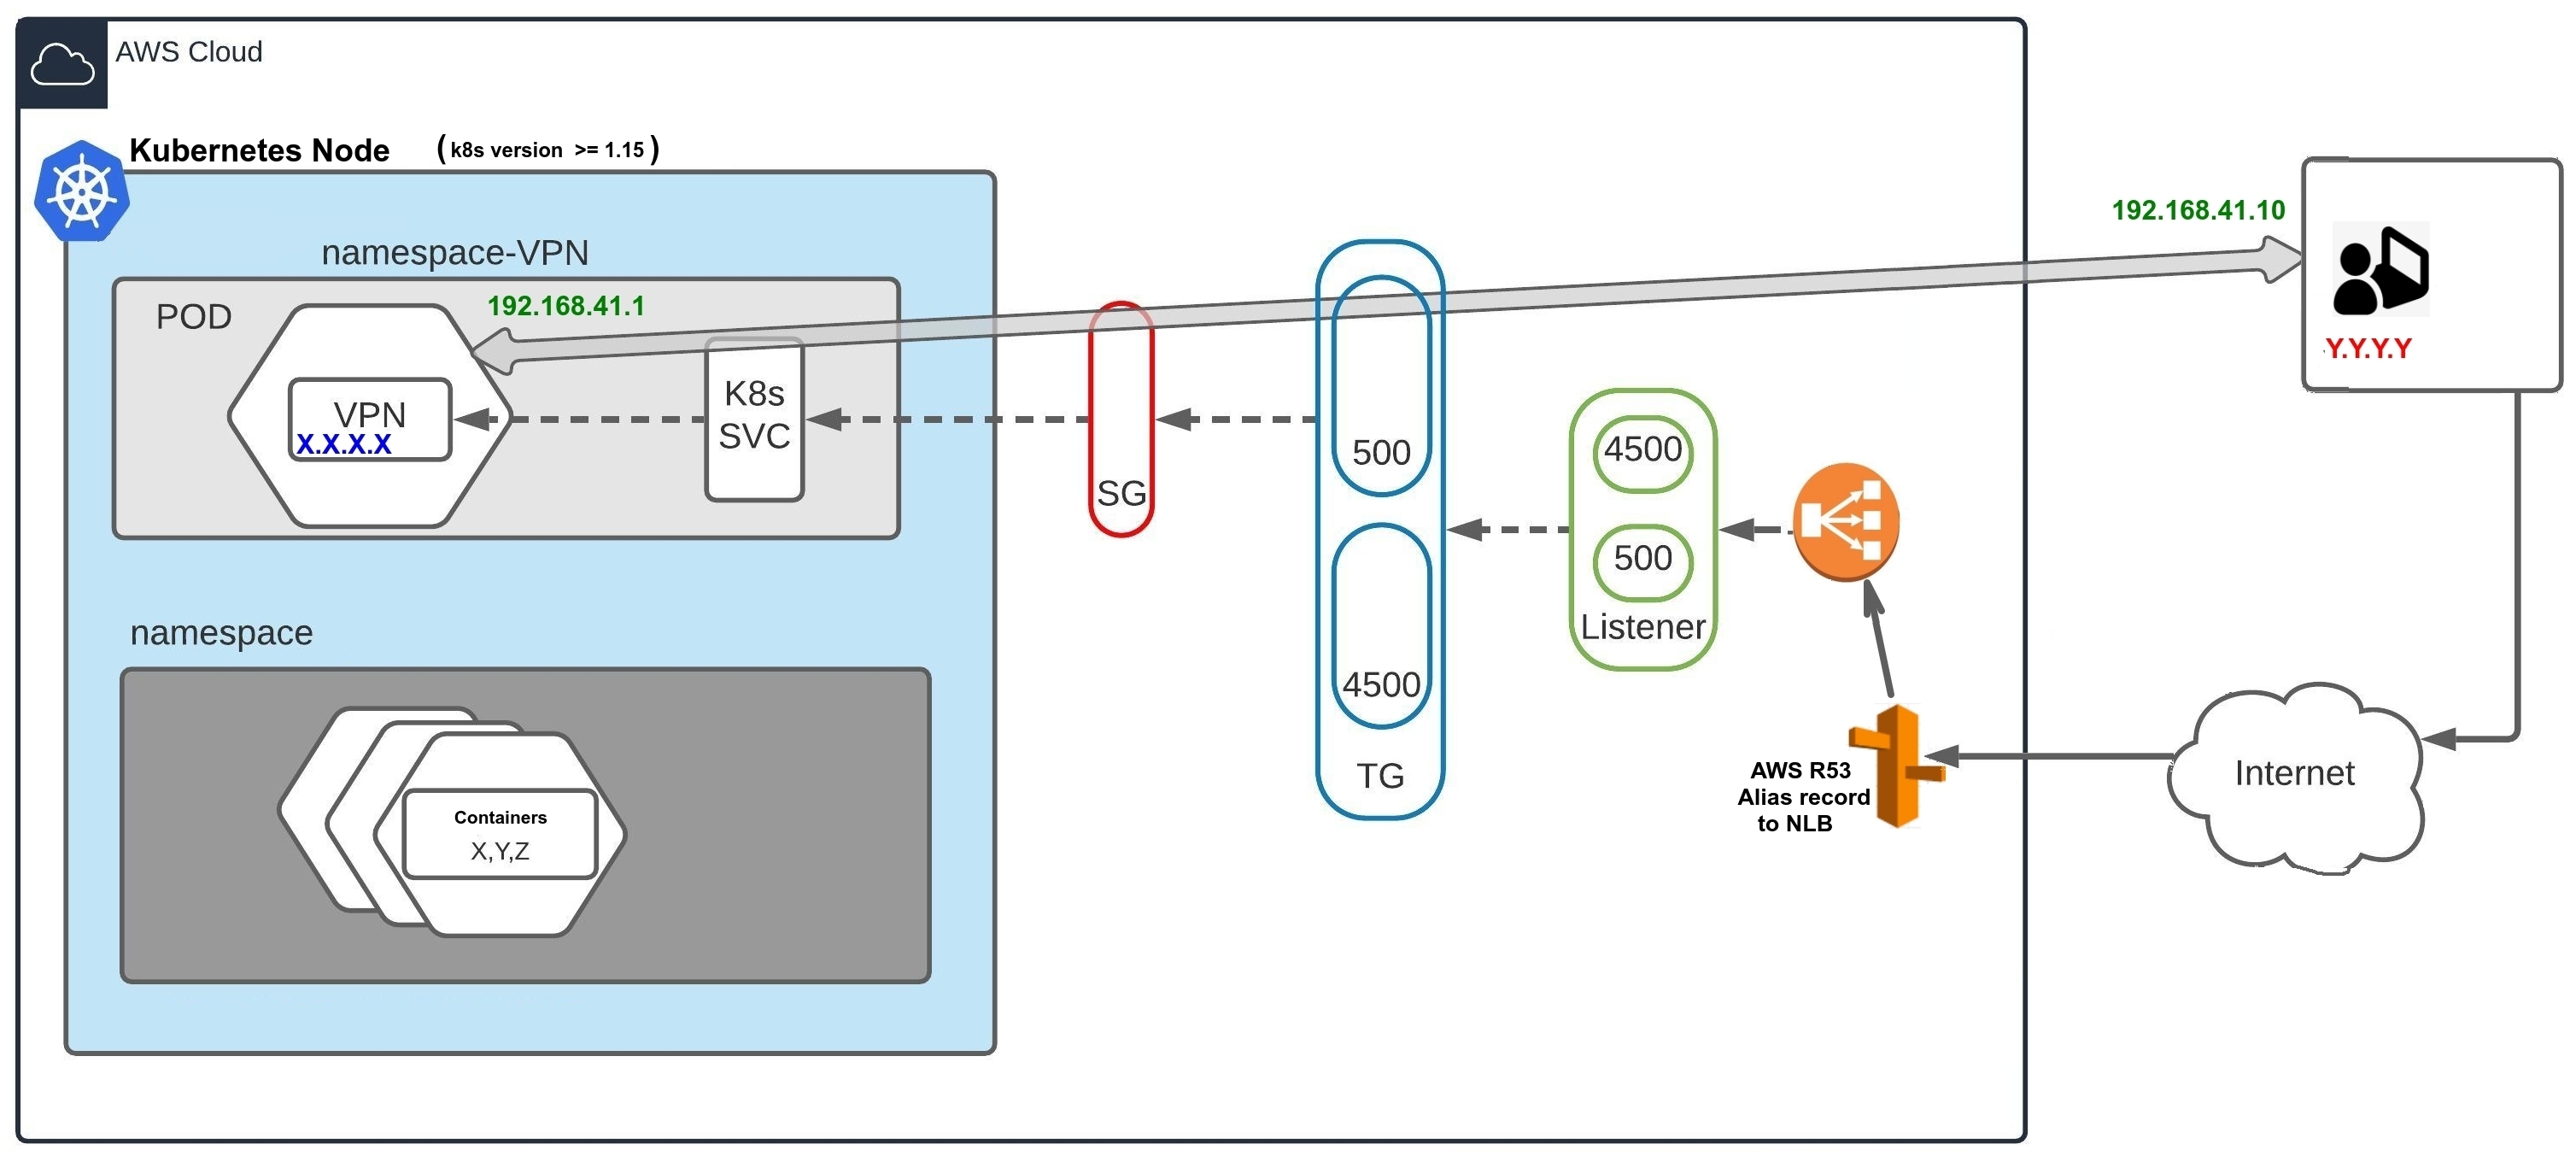 AWS Cloud
Kubernetes Node (k8s version >= 1.15)
namespace-VPN
POD
192.168.41.1
VPN
X.X.X.X
K8s
SVC
SG
500
4500
TG
4500
500
Listener
AWS R53
Alias record
to NLB
192.168.41.10
Y.Y.Y.Y
Internet
namespace
Containers
X,Y,Z